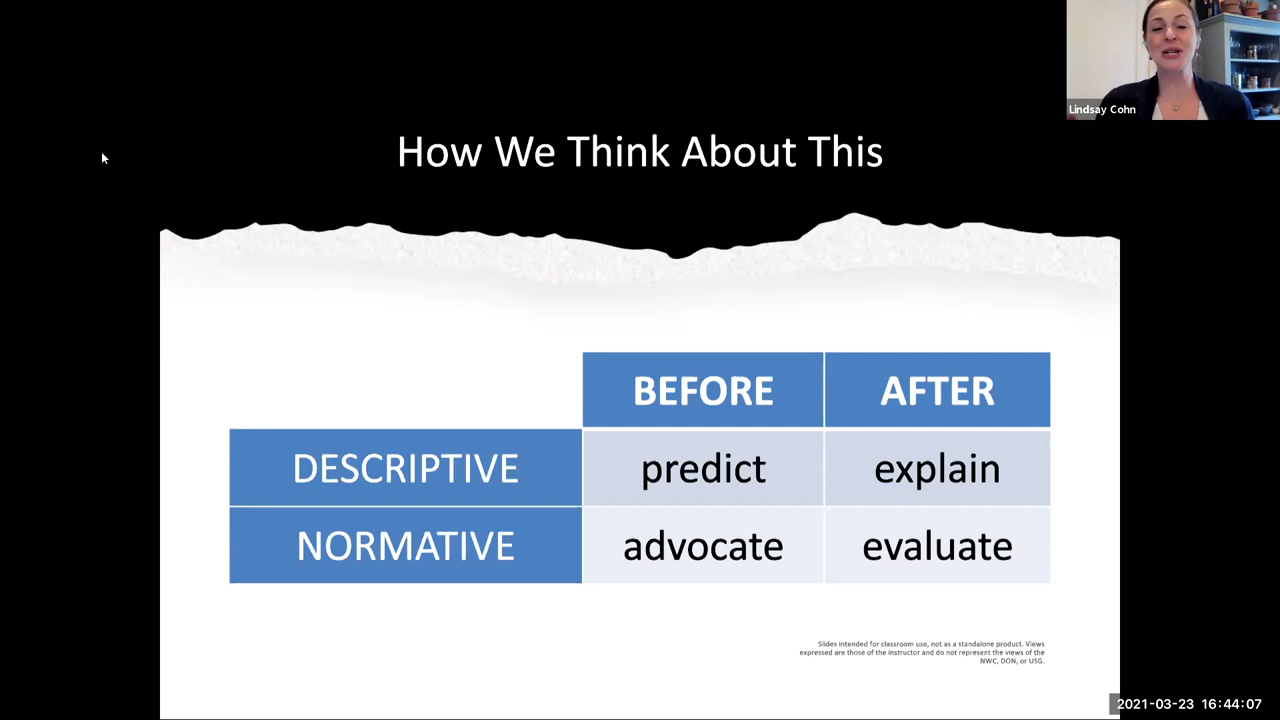 Lindsay Cohn
How We Think About This
BEFORE AFTER
DESCRIPTIVE predict explain
NORMATIVE advocate evaluate
Slides intended for classroom use, not as a standalone product. Views
expressed are those of the instructor and do not represent the views of the
NWC, DON, or USG.
2021-03-23 16:44:07